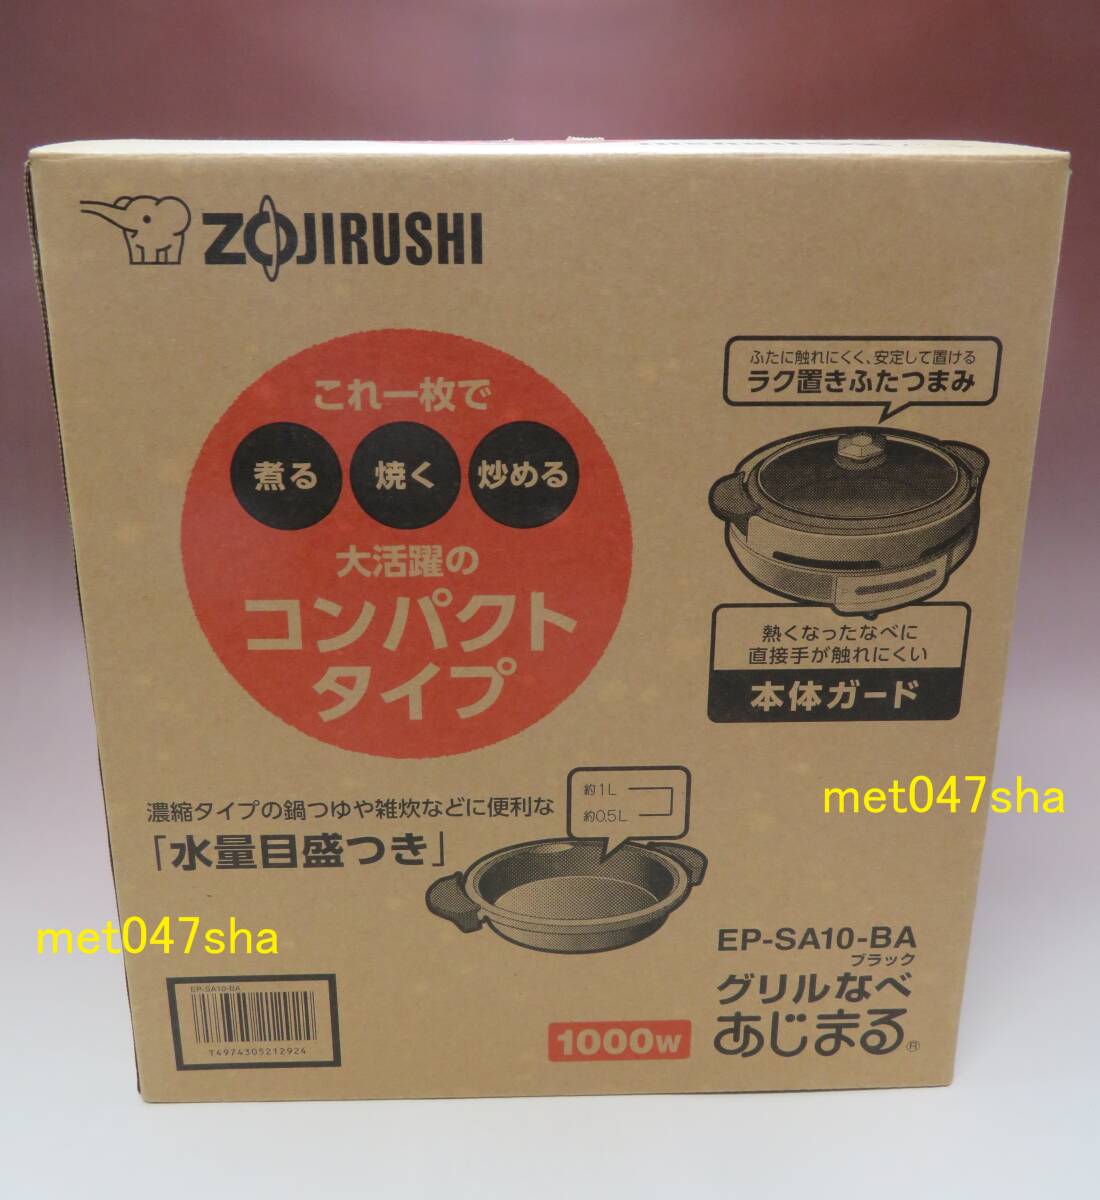 ZOJIRUSHI
これ一枚で
煮る 焼く 炒める
大活躍の
コンパクト
タイプ
ふたに触れにくく、安定して置ける
ラク置きふたつまみ
熱くなったなべに
直接手が触れにくい
本体ガード
濃縮タイプの鍋つゆや雑炊などに便利な
「水量目盛つき」
約1L
約0.5L
met047sha
met047sha
EP-SA10-BA
ブラック
グリルなべ
あじまる®
1000W
EP-SA10-BA
T4974305212924